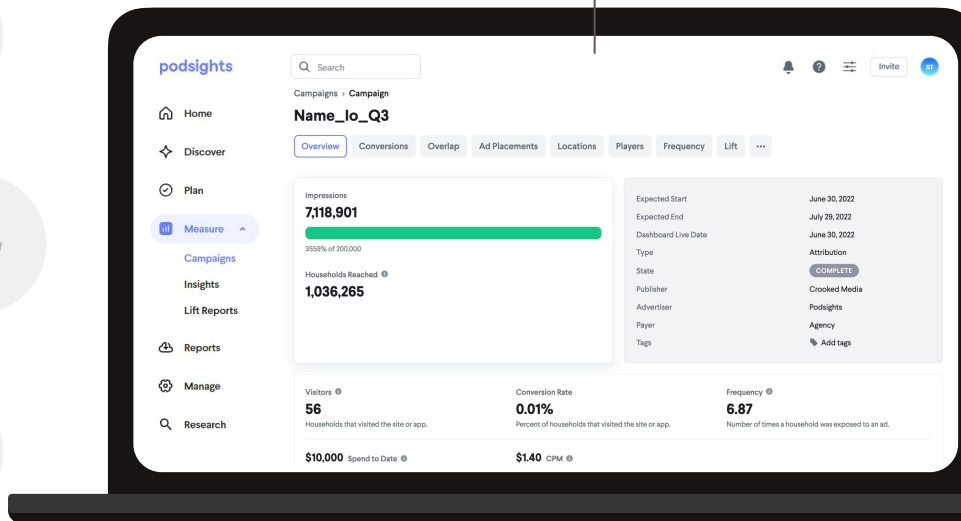 podsights
Search
Invite
ST
Campaigns › Campaign
Name_Io_Q3
Home
Discover
Plan
Measure
Campaigns
Insights
Lift Reports
Reports
Manage
Research
Overview Conversions Overlap Ad Placements Locations Players Frequency Lift ...
Impressions
7,118,901
3559% of 200,000
Households Reached
1,036,265
Expected Start June 30, 2022
Expected End July 29, 2022
Dashboard Live Date June 30, 2022
Type Attribution
State COMPLETE
Publisher Crooked Media
Advertiser Podsights
Payer Agency
Tags Add tags
Visitors
56
Households that visited the site or app.
Conversion Rate
0.01%
Percent of households that visited the site or app.
Frequency
6.87
Number of times a household was exposed to an ad.
$10,000 Spend to Date
$1.40 CPM